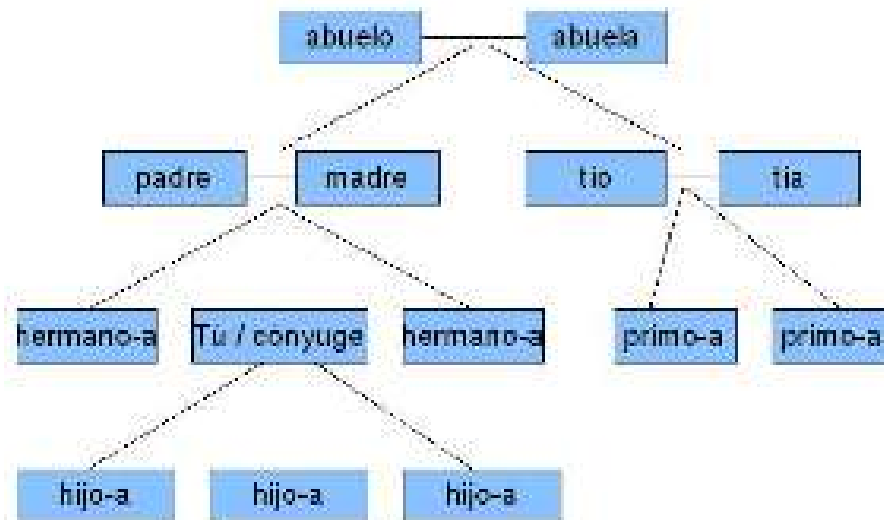 abuelo abuela
padre madre tio tia
hermano-a Tu / conyuge hermano-a primo-a primo-a
hijo-a hijo-a hijo-a